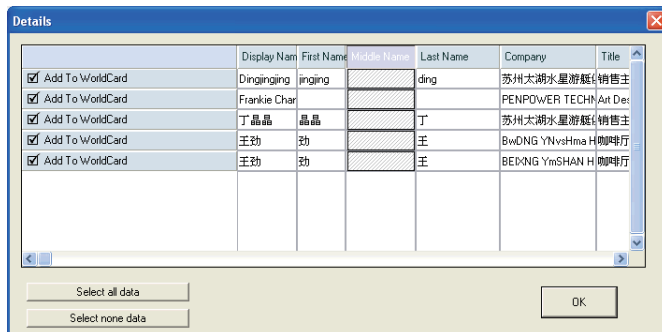 Details
Display Nam First Name Middle Name Last Name Company Title
Add To WorldCard Dingjingjing jingjing ding 苏州太湖水星游艇 销售主
Add To WorldCard Frankie Char PENPOWER TECHN Art Des
Add To WorldCard 丁晶晶 晶晶 丁 苏州太湖水星游艇 销售主
Add To WorldCard 王劲 劲 王 BwDNG YNvsHma H 咖啡厅
Add To WorldCard 王劲 劲 王 BEIXNG YmSHAN H 咖啡厅
Select all data
OK
Select none data